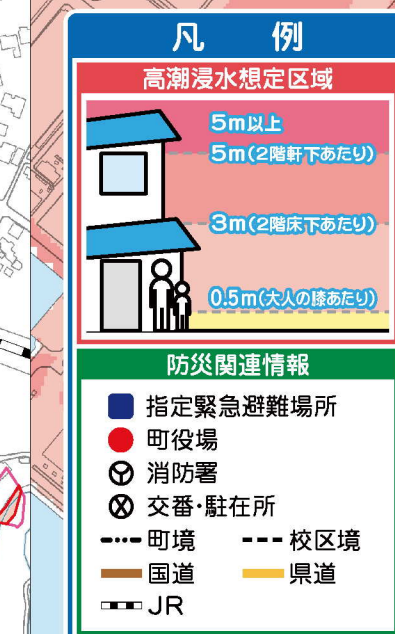 凡 例
高潮浸水想定区域
5m以上
5m(2階軒下あたり)
3m(2階床下あたり)
0.5m(大人の膝あたり)
防災関連情報
指定緊急避難場所
町役場
消防署
交番・駐在所
町境 校区境
国道 県道
JR